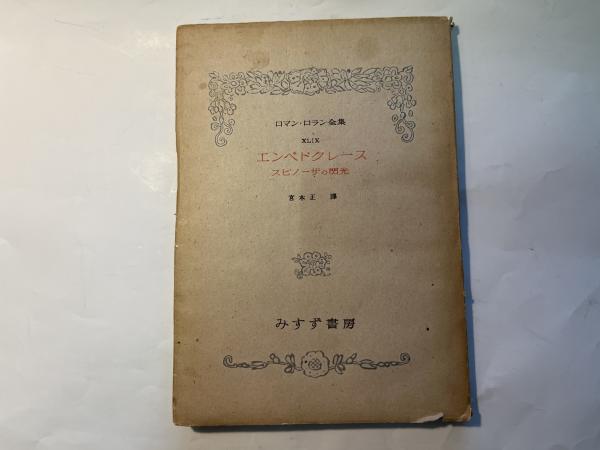 ロマン・ロラン全集
XLIX
エンペドクレース
スピノーザの閃光
宮本正 譯
みすず書房